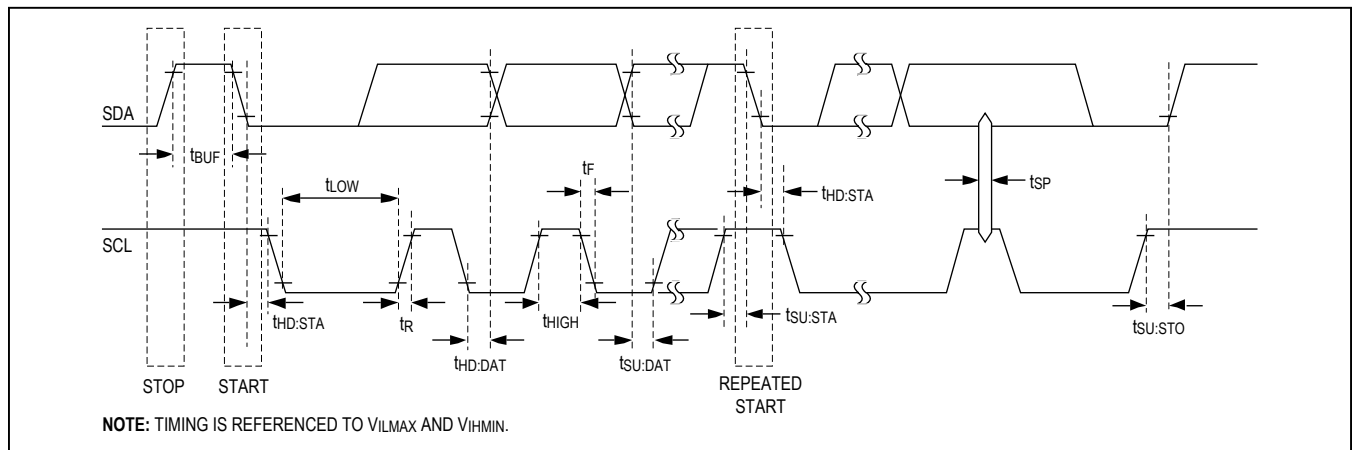 SDA
tBUF
tF
tLOW
tHD:STA
tSP
SCL
tHD:STA
tR
tHIGH
tSU:STA
tSU:STO
tHD:DAT
tSU:DAT
STOP
START
REPEATED
START
NOTE: TIMING IS REFERENCED TO VILMAX AND VIHMIN.